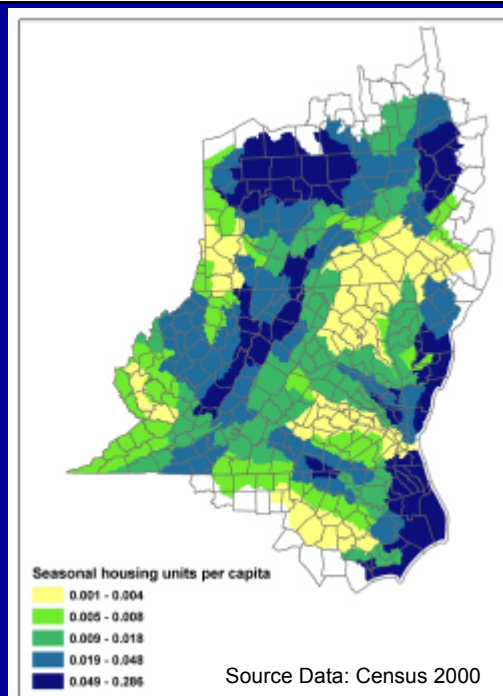 Seasonal housing units per capita
0.001 - 0.004
0.005 - 0.008
0.009 - 0.018
0.019 - 0.048
0.049 - 0.286
Source Data: Census 2000